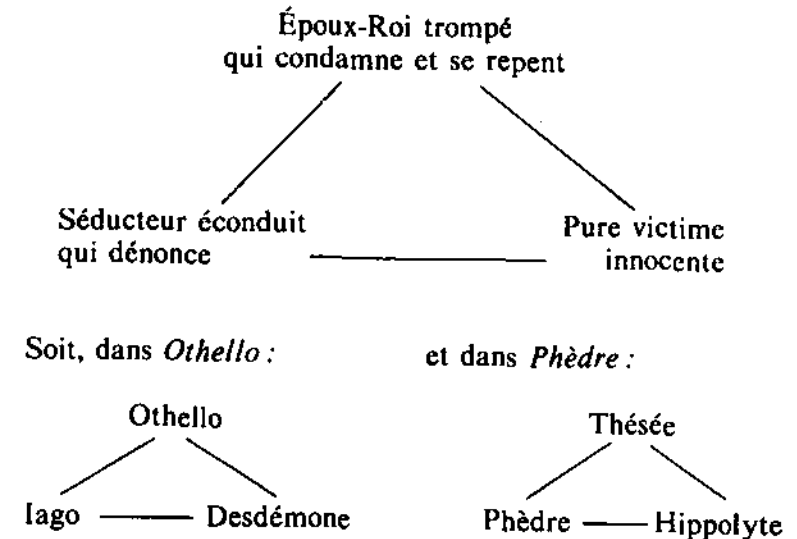 Époux-Roi trompé
qui condamne et se repent
Séducteur éconduit
qui dénonce
Pure victime
innocente
Soit, dans Othello :
et dans Phèdre :
Othello
Iago
Desdémone
Thésée
Phèdre
Hippolyte